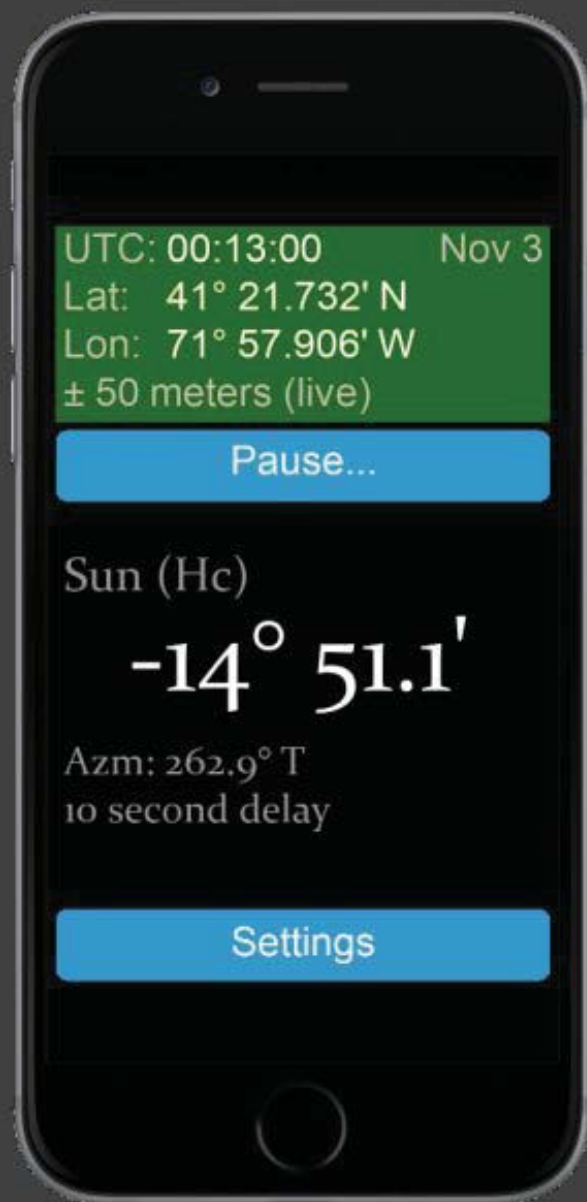 UTC: 00:13:00 Nov 3
Lat: 41° 21.732' N
Lon: 71° 57.906' W
± 50 meters (live)
Pause...
Sun (Hc)
-14° 51.1'
Azm: 262.9° T
10 second delay
Settings